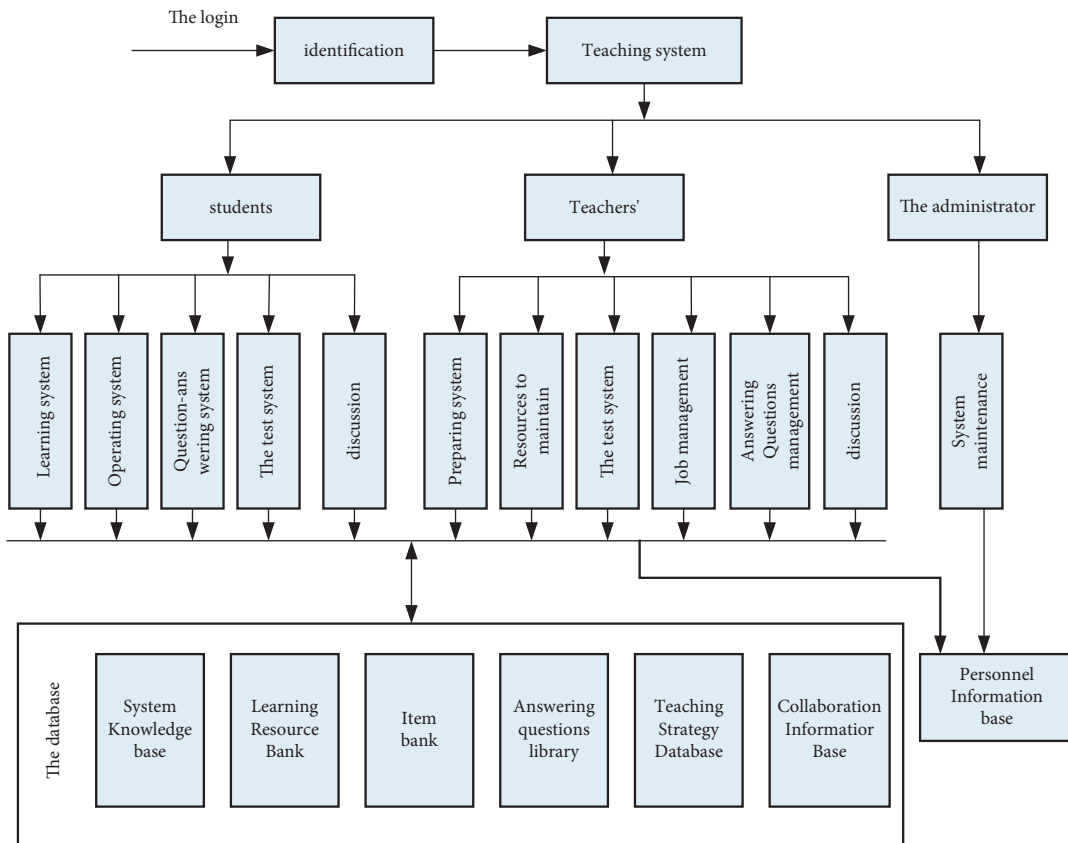 The login
identification
Teaching system
students
Teachers'
The administrator
Learning system
Operating system
Question-ans
wering system
The test system
discussion
Preparing system
Resources to
maintain
The test system
Job management
Answering
Questions
management
discussion
System
maintenance
The database
System
Knowledge
base
Learning
Resource
Bank
Item
bank
Answering
questions
library
Teaching
Strategy
Database
Collaboration
Informatior
Base
Personnel
Information
base